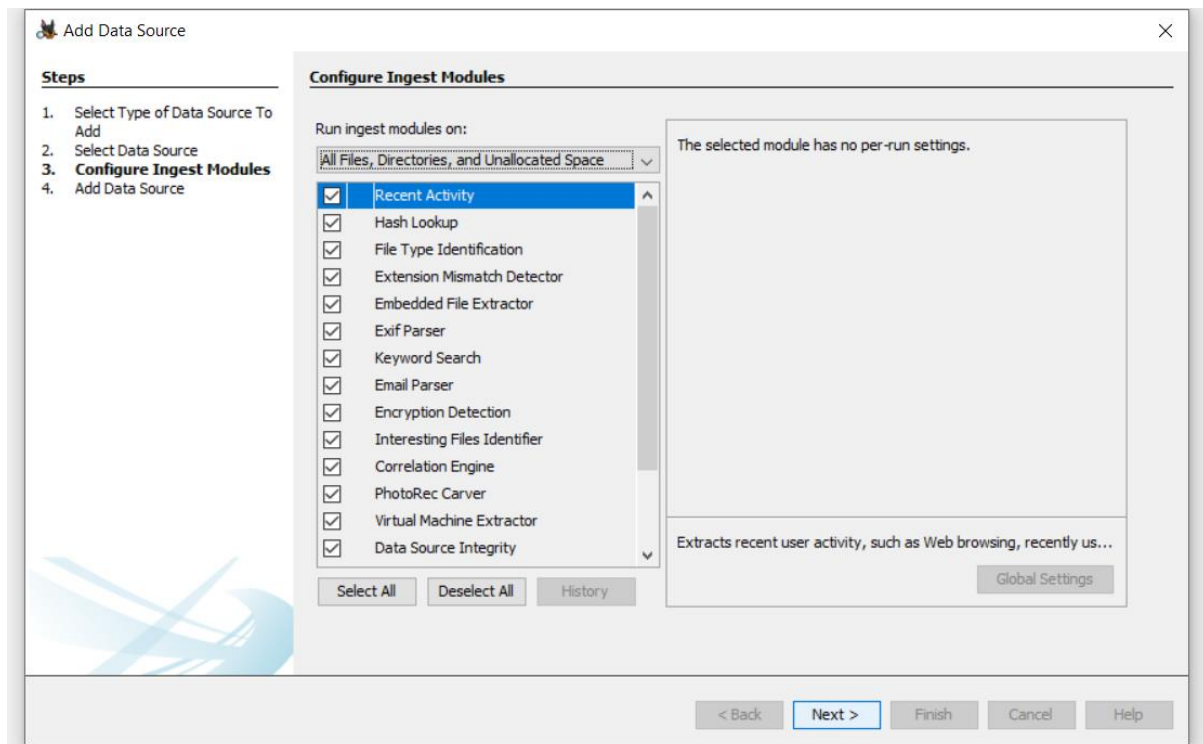 Add Data Source
Steps
1. Select Type of Data Source To
Add
2. Select Data Source
3. Configure Ingest Modules
4. Add Data Source
Configure Ingest Modules
Run ingest modules on:
All Files, Directories, and Unallocated Space
Recent Activity
Hash Lookup
File Type Identification
Extension Mismatch Detector
Embedded File Extractor
Exif Parser
Keyword Search
Email Parser
Encryption Detection
Interesting Files Identifier
Correlation Engine
PhotoRec Carver
Virtual Machine Extractor
Data Source Integrity
Select All Deselect All History
The selected module has no per-run settings.
Extracts recent user activity, such as Web browsing, recently us...
Global Settings
< Back Next > Finish Cancel Help